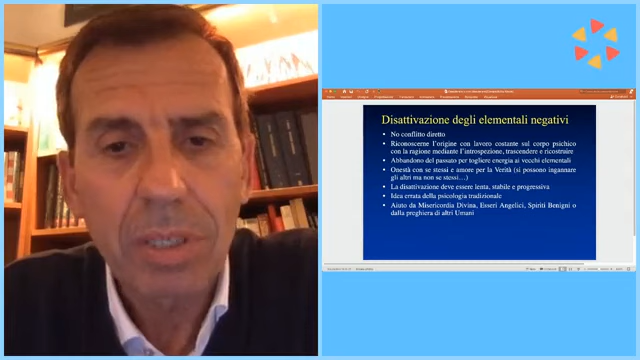 Disattivazione degli elementali negativi
No conflitto diretto
Riconoscerne l'origine con lavoro costante sul corpo psichico
con la ragione mediante l'introspezione, trascendere e ricostruire
Abbandono del passato per togliere energia ai vecchi elementali
Onestà con se stessi e amore per la Verità (si possono ingannare
gli altri ma non se stessi…)
La disattivazione deve essere lenta, stabile e progressiva
Idea errata della psicologia tradizionale
Aiuto da Misericordia Divina, Esseri Angelici, Spiriti Benigni o
dalla preghiera di altri Umani